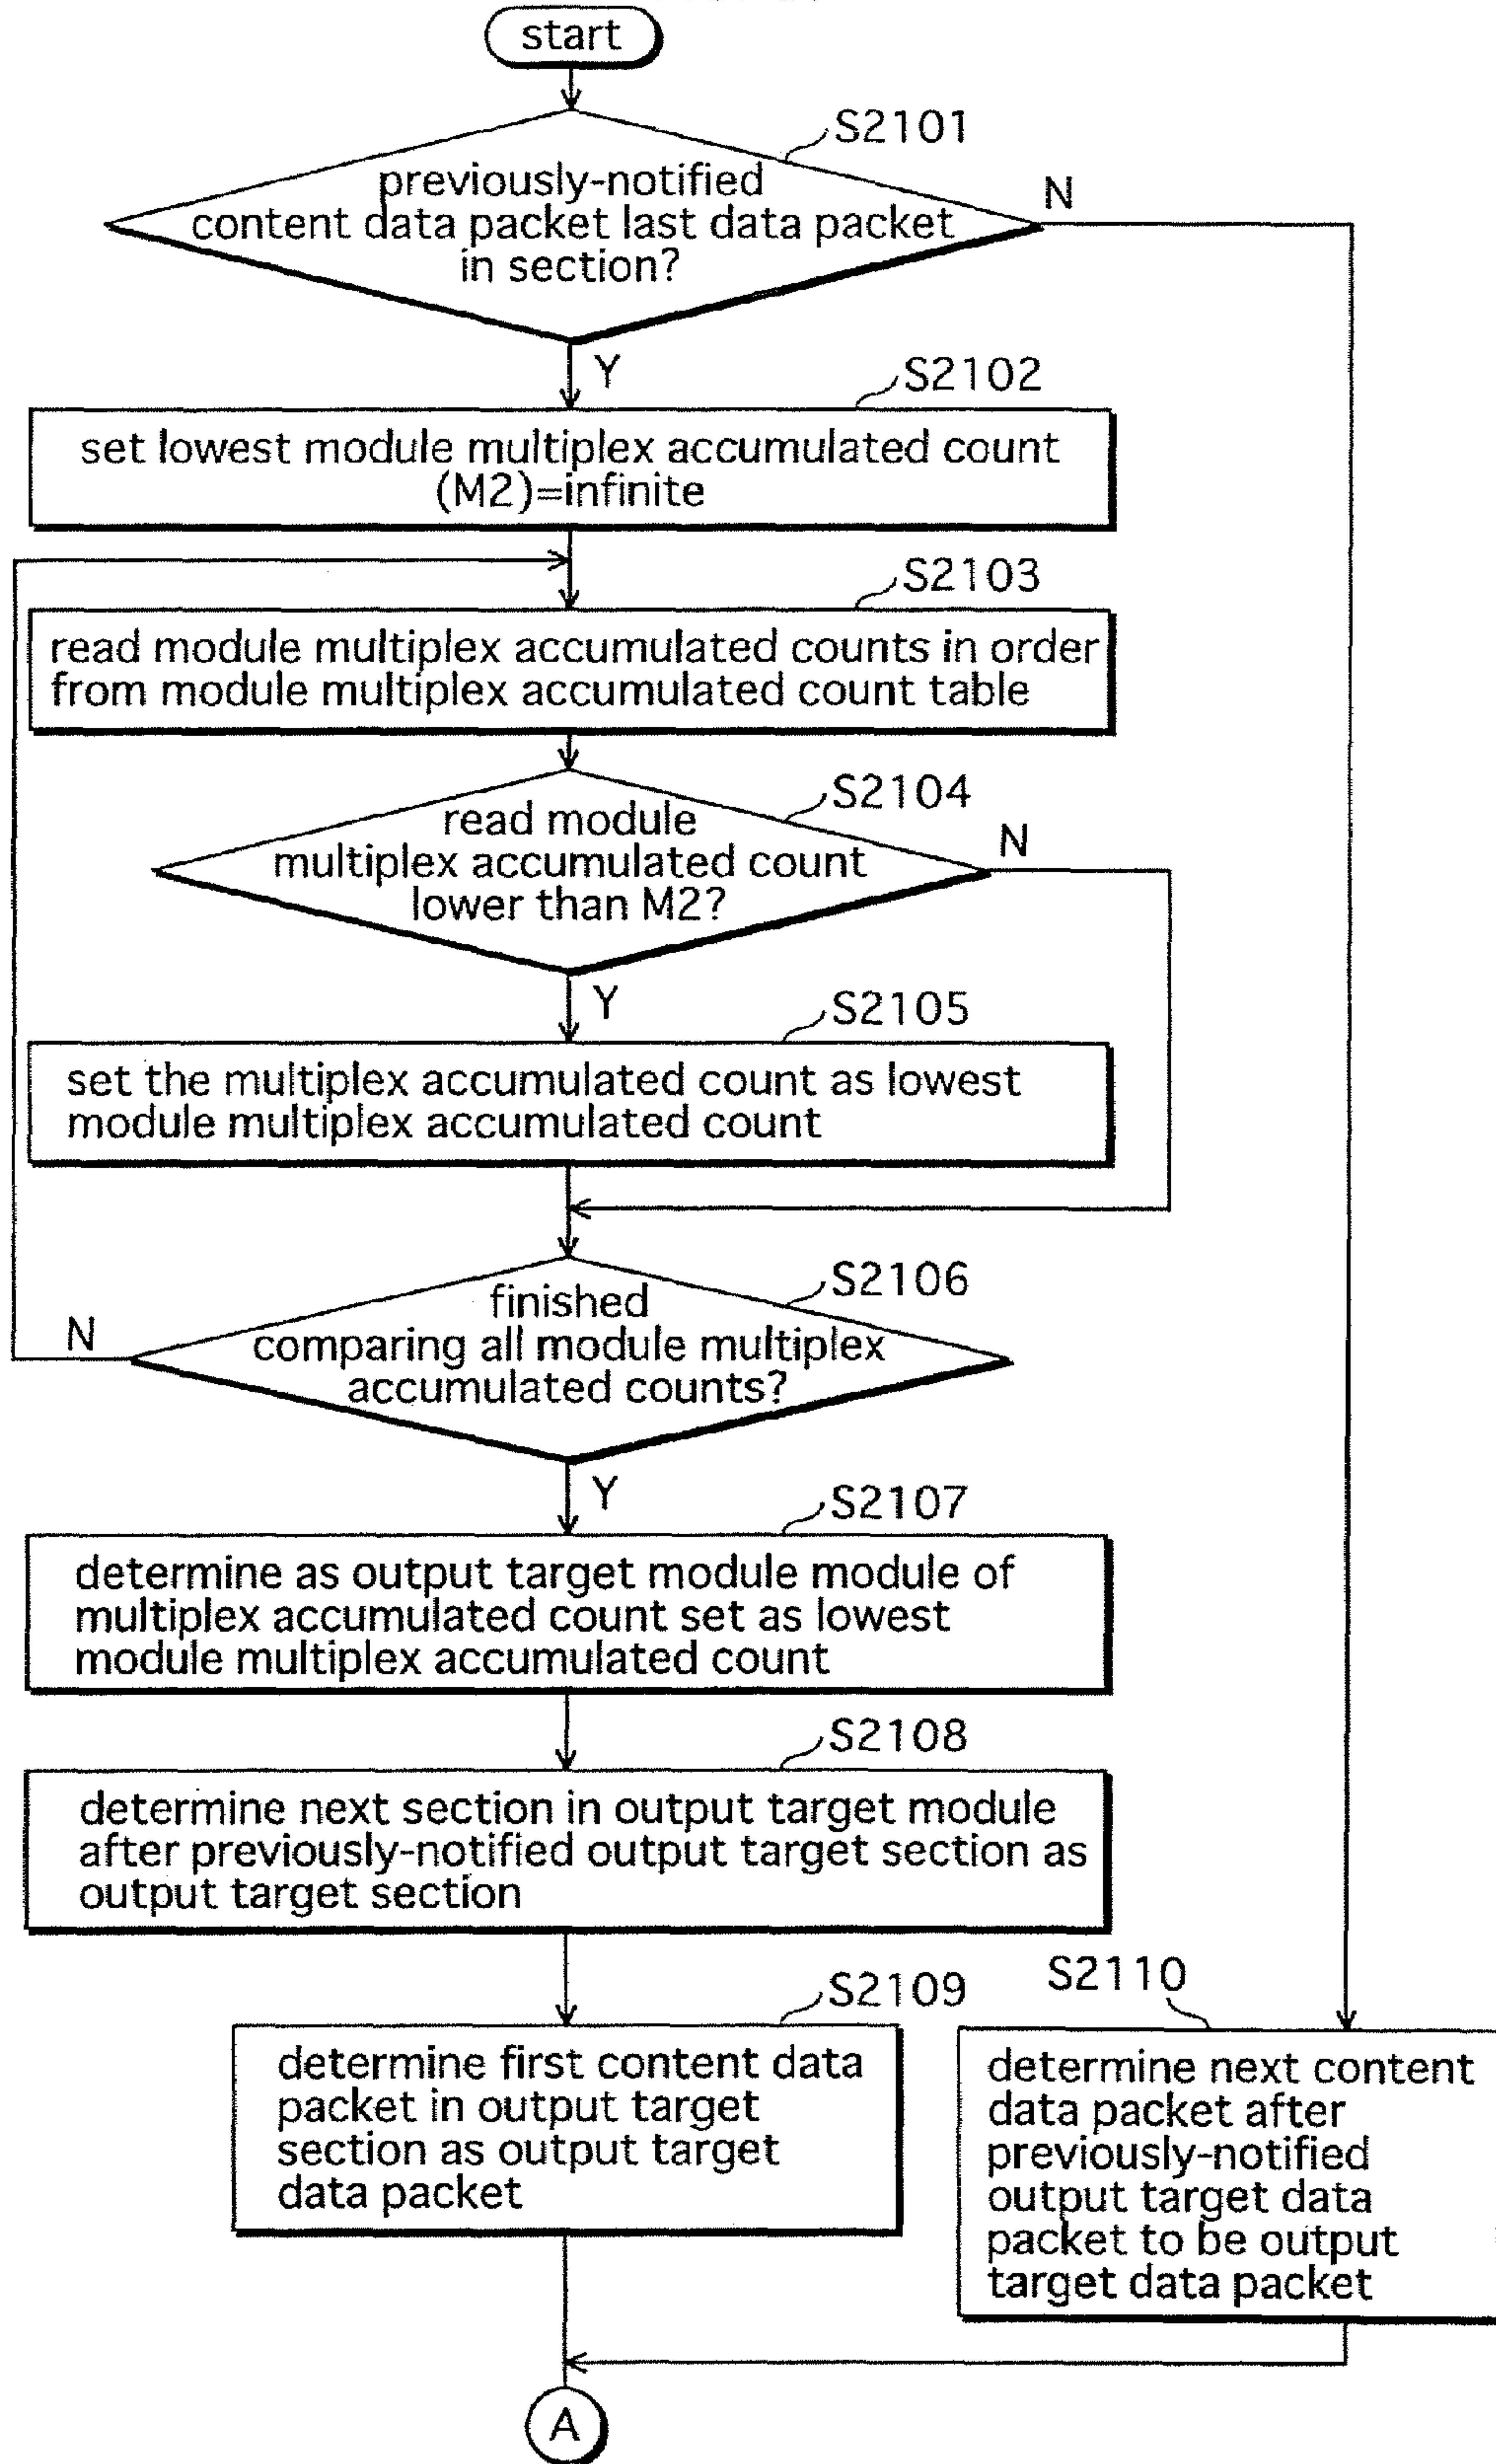 start
S2101
previously-notified
content data packet last data packet
in section?
N
Y
S2102
set lowest module multiplex accumulated count
(M2)=infinite
S2103
read module multiplex accumulated counts in order
from module multiplex accumulated count table
S2104
read module
multiplex accumulated count
lower than M2?
N
Y
S2105
set the multiplex accumulated count as lowest
module multiplex accumulated count
S2106
finished
comparing all module multiplex
accumulated counts?
N
Y
S2107
determine as output target module module of
multiplex accumulated count set as lowest
module multiplex accumulated count
S2108
determine next section in output target module
after previously-notified output target section as
output target section
S2109
determine first content data
packet in output target
section as output target
data packet
S2110
determine next content
data packet after
previously-notified
output target data
packet to be output
target data packet
A